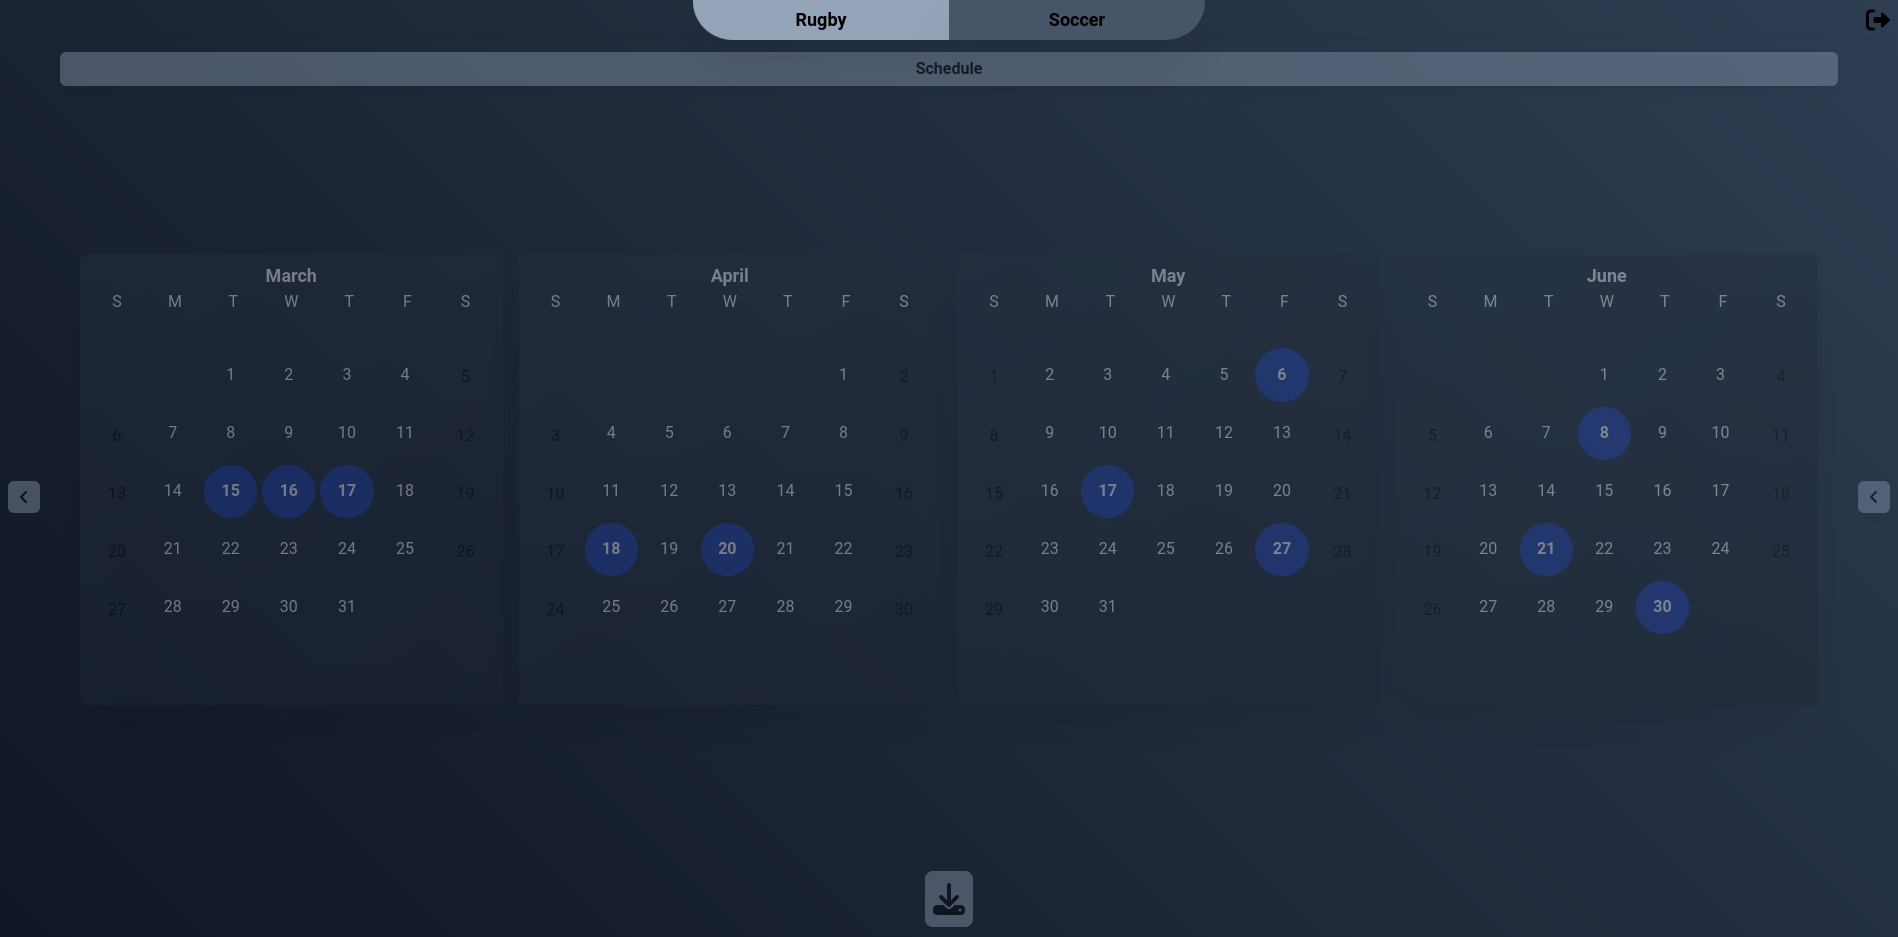 Rugby Soccer
Schedule
March
S M T W T F S
1 2 3 4 5
6 7 8 9 10 11 12
13 14 15 16 17 18 19
20 21 22 23 24 25 26
27 28 29 30 31
April
S M T W T F S
1 2
3 4 5 6 7 8 9
10 11 12 13 14 15 16
17 18 19 20 21 22 23
24 25 26 27 28 29 30
May
S M T W T F S
1 2 3 4 5 6 7
8 9 10 11 12 13 14
15 16 17 18 19 20 21
22 23 24 25 26 27 28
29 30 31
June
S M T W T F S
1 2 3 4
5 6 7 8 9 10 11
12 13 14 15 16 17 18
19 20 21 22 23 24 25
26 27 28 29 30